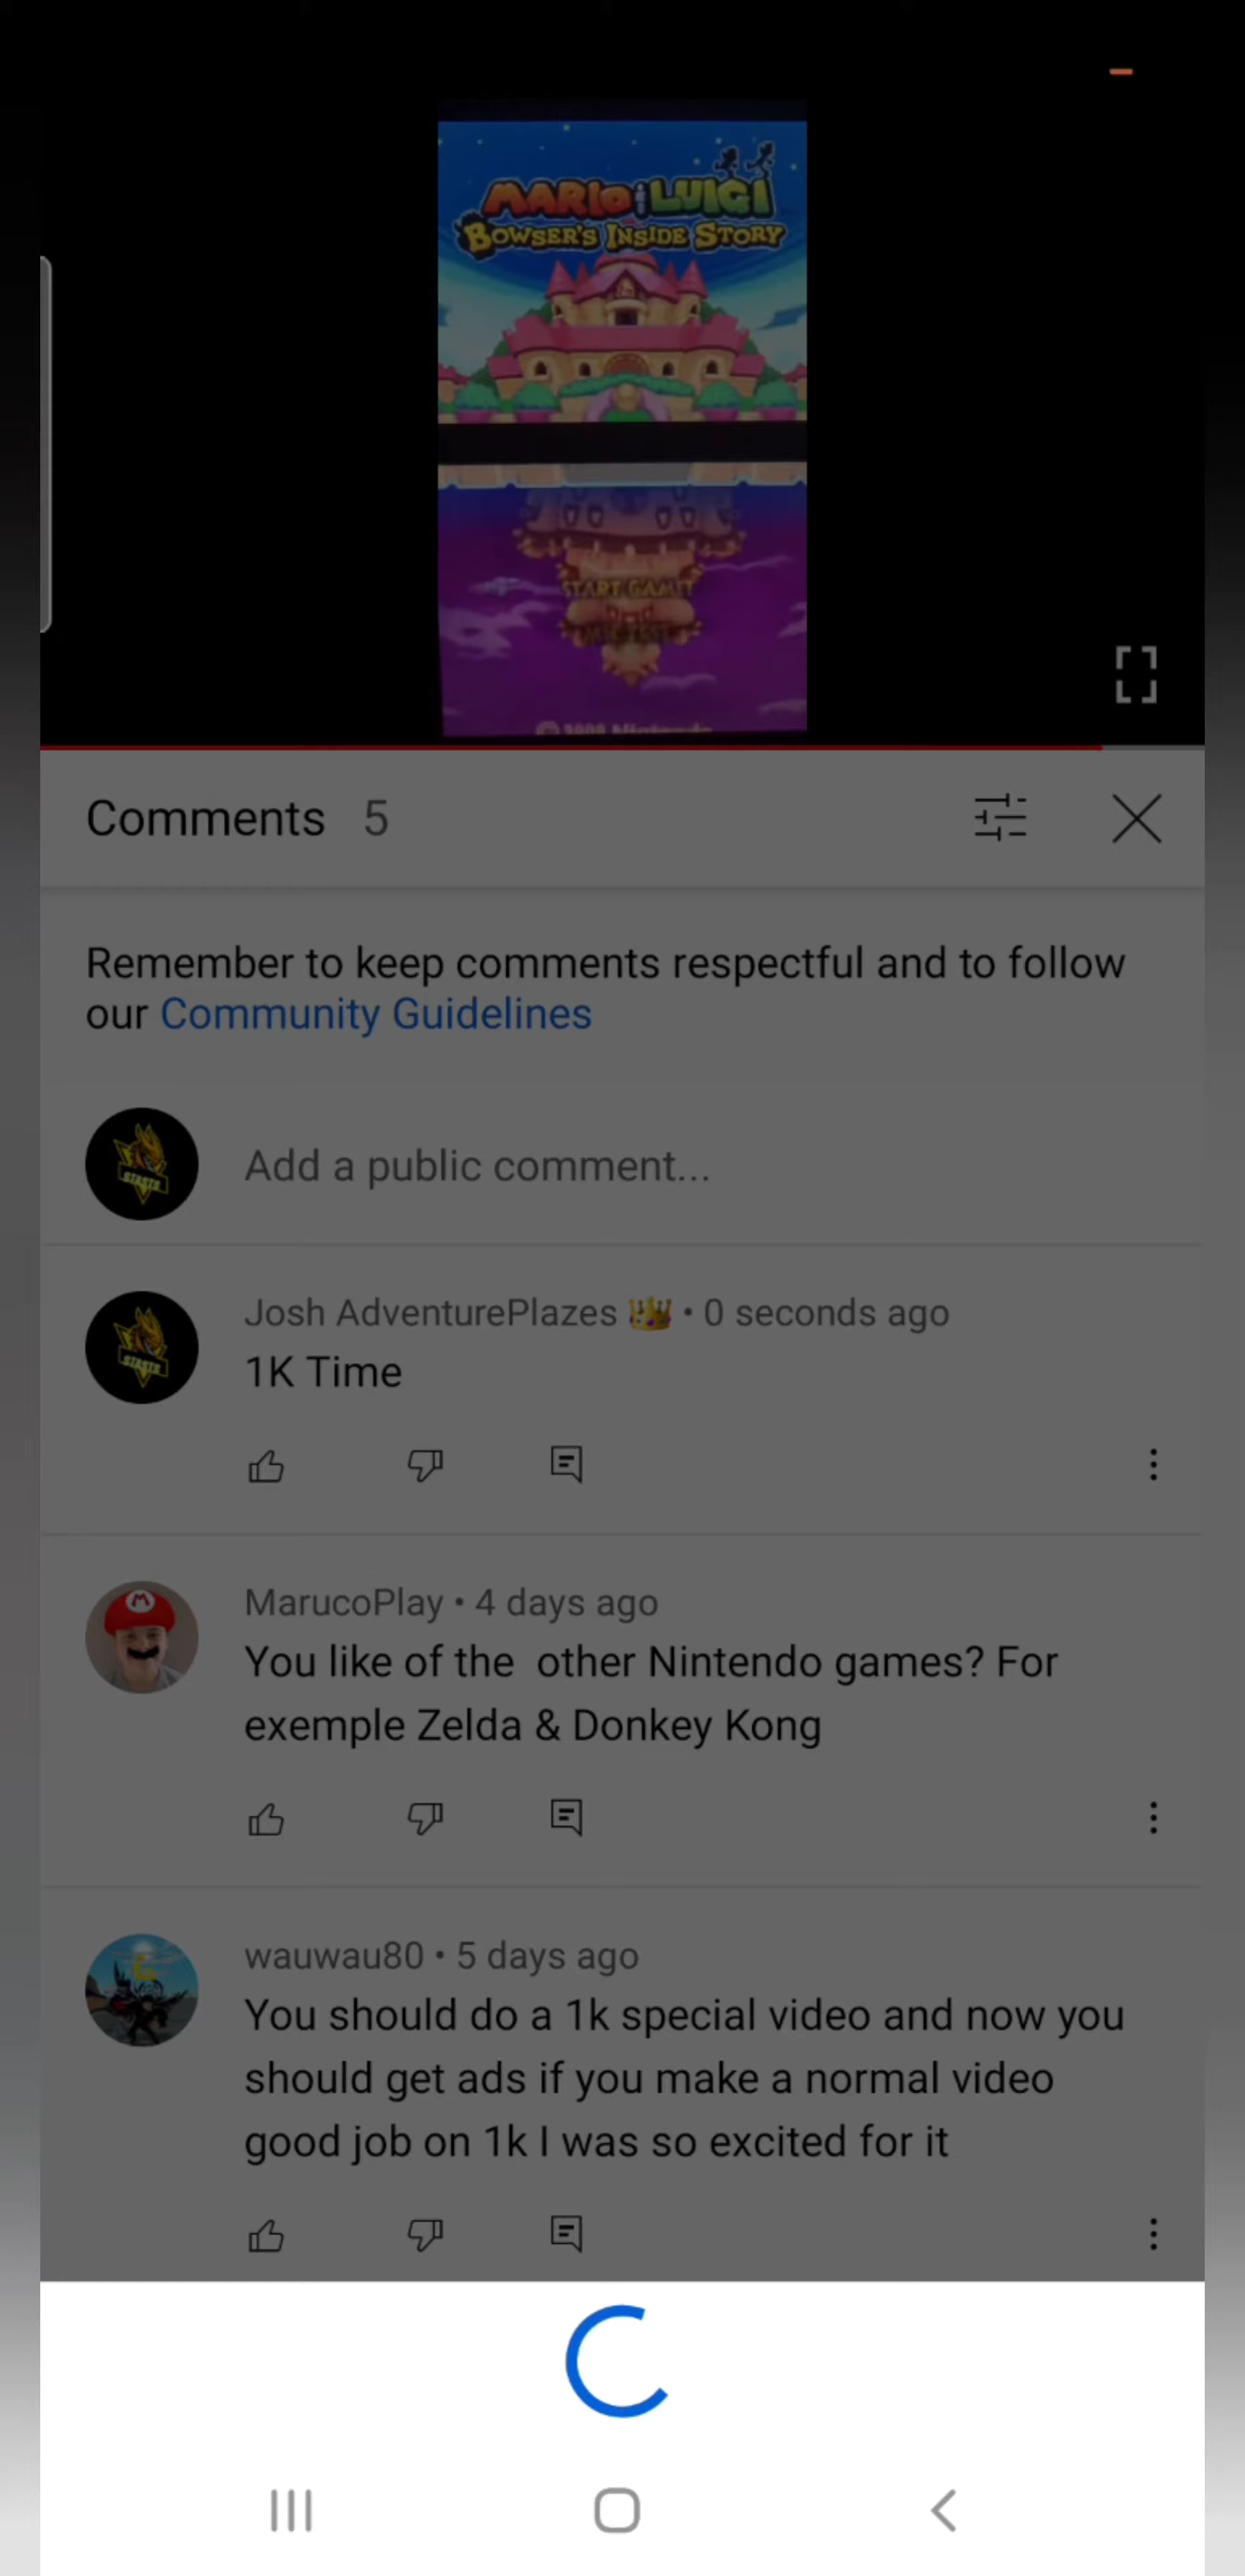 MARIO & LUIGI
BOWSER'S INSIDE STORY
START GAME
Comments 5
Remember to keep comments respectful and to follow
our Community Guidelines
Add a public comment...
Josh AdventurePlazes 👑 • 0 seconds ago
1K Time
MarucoPlay • 4 days ago
You like of the  other Nintendo games? For
exemple Zelda & Donkey Kong
wauwau80 • 5 days ago
You should do a 1k special video and now you
should get ads if you make a normal video
good job on 1k I was so excited for it